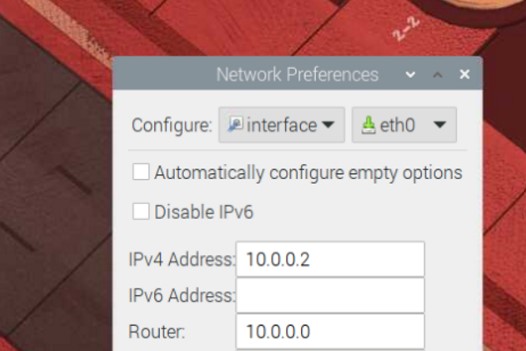 Network Preferences
Configure: interface eth0
Automatically configure empty options
Disable IPv6
IPv4 Address: 10.0.0.2
IPv6 Address:
Router: 10.0.0.0